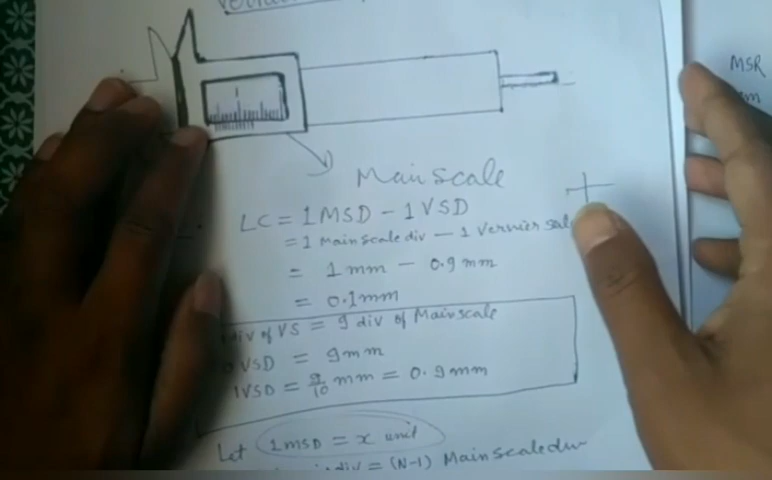 MSR
Main scale
LC = 1 MSD - 1 VSD
= 1 Main scale div - 1 Vernier
= 1 mm - 0.9 mm
= 0.1 mm
div of VS = 9 div of Main scale
VSD = 9 mm
1 VSD = 9/10 mm = 0.9 mm
Let 1 MSD = x unit
div = (N-1) Main scale div